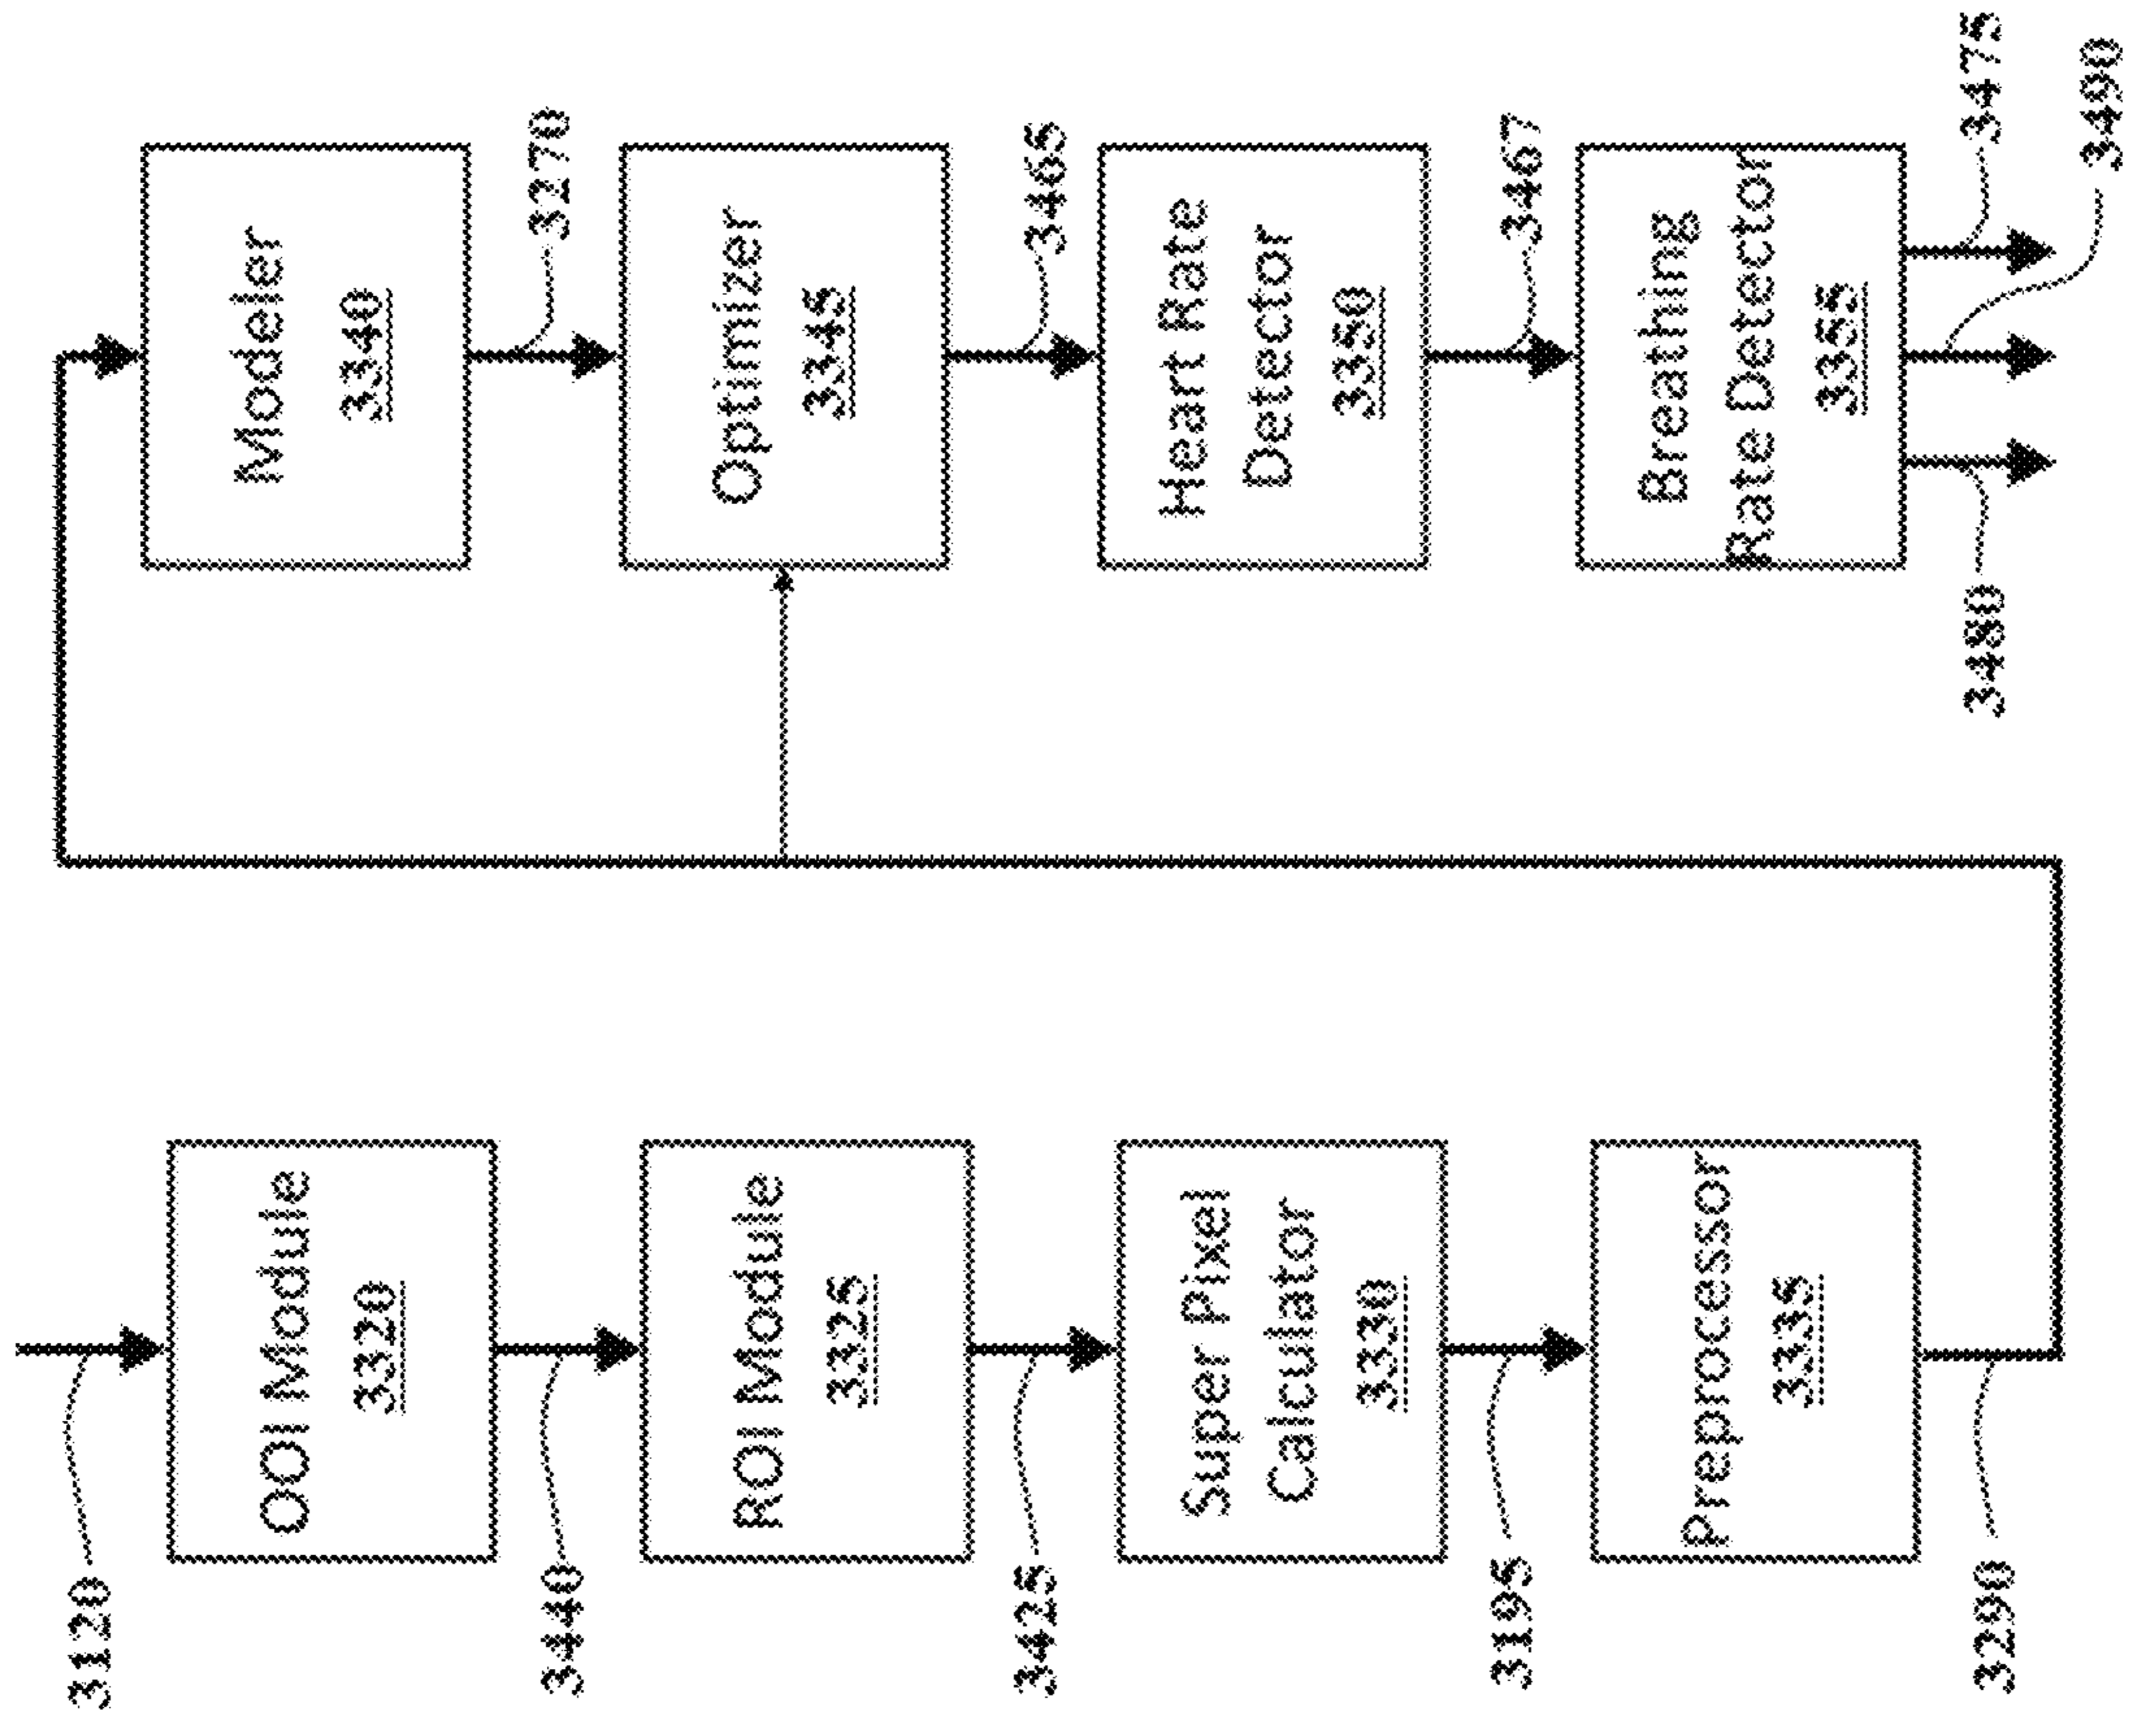 3120
OOI Module
3320
3440
ROI Module
3325
3425
Super Pixel
Calculator
3330
3195
Preprocessor
3335
3290
Modeler
3340
3270
Optimizer
3345
3465
Heart Rate
Detector
3350
3467
Breathing
Rate Detector
3355
3480
3475
3490